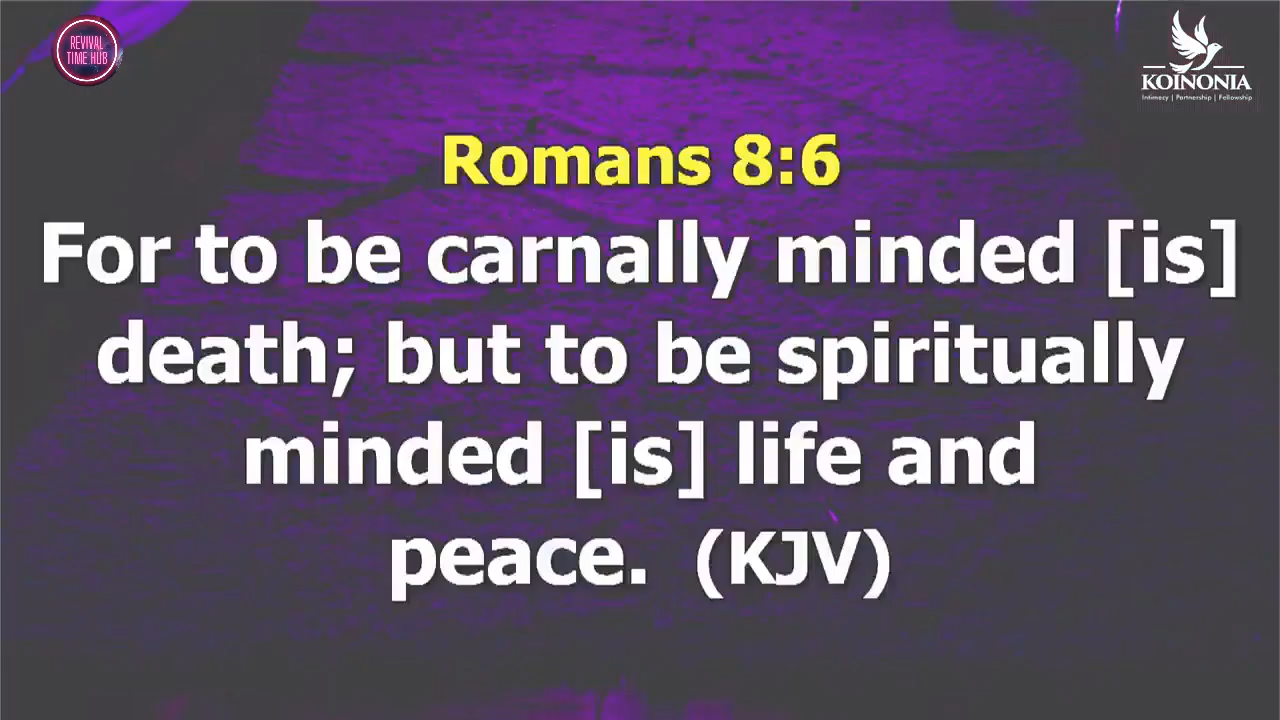 REVIVAL
TIME HUB
KOINONIA
Intimacy | Partnership | Fellowship
Romans 8:6
For to be carnally minded [is]
death; but to be spiritually
minded [is] life and
peace. (KJV)